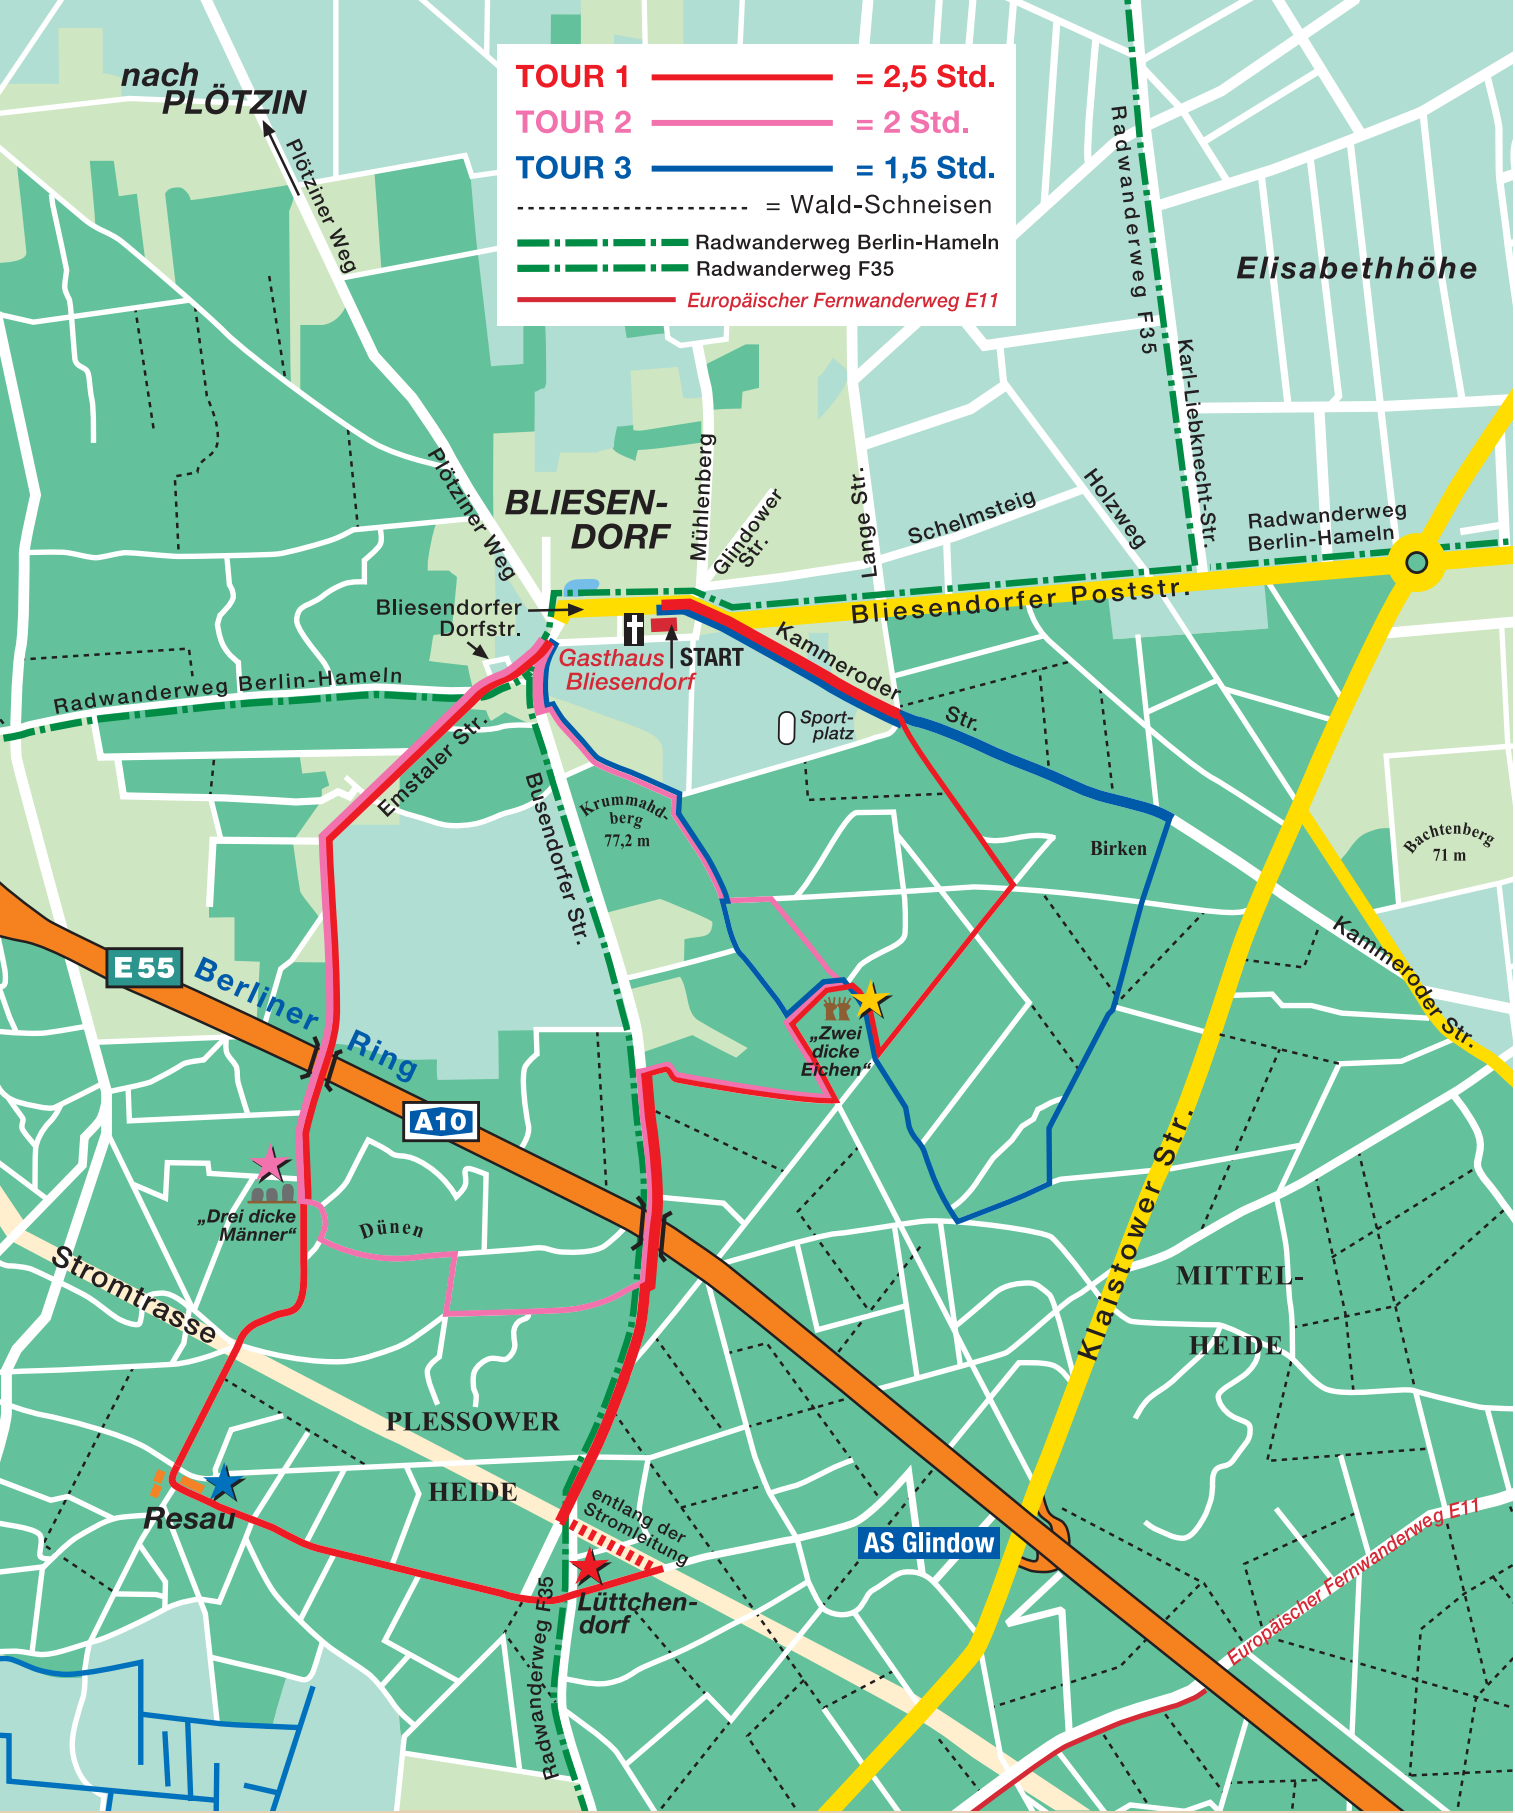 TOUR 1 = 2,5 Std.
TOUR 2 = 2 Std.
TOUR 3 = 1,5 Std.
= Wald-Schneisen
Radwanderweg Berlin-Hameln
Radwanderweg F35
Europäischer Fernwanderweg E11
nach
PLÖTZIN
Plötziner Weg
Radwanderweg F35
Elisabethhöhe
Karl-Liebknecht-Str.
Plötziner Weg
BLIESEN-
DORF
Mühlenberg
Glindower
Str.
Lange Str.
Schelmsteig
Holzweg
Radwanderweg
Berlin-Hameln
Bliesendorfer
Dorfstr.
Bliesendorfer Poststr.
Gasthaus
Bliesendorf
START
Kammeroder
Str.
Sport-
platz
Radwanderweg Berlin-Hameln
Emstaler Str.
Busendorfer Str.
Krummahd-
berg
77,2 m
Birken
Bachtenberg
71 m
Kammeroder Str.
E 55
Berliner Ring
A10
„Zwei
dicke
Eichen“
„Drei dicke
Männer“
Dünen
Stromtrasse
Klaistower Str.
MITTEL-
HEIDE
PLESSOWER
HEIDE
Resau
entlang der
Stromleitung
AS Glindow
Lüttchen-
dorf
Radwanderweg F35
Europäischer Fernwanderweg E11